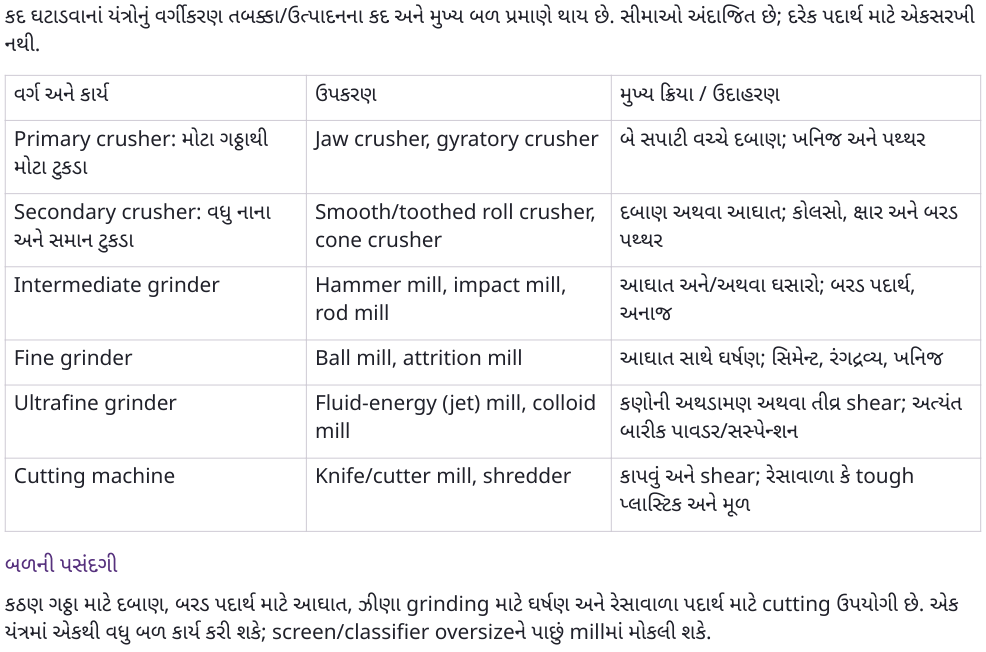 કદ ઘટાડવાનાં યંત્રોનું વર્ગીકરણ તબક્કા/ઉત્પાદનના કદ અને મુખ્ય બળ પ્રમાણે થાય છે. સીમાઓ અંદાજિત છે; દરેક પદાર્થ માટે એકસરખી
નથી.
વર્ગ અને કાર્ય
ઉપકરણ
મુખ્ય ક્રિયા / ઉદાહરણ
Primary crusher: મોટા ગઠ્ઠાથી
મોટા ટુકડા
Jaw crusher, gyratory crusher
બે સપાટી વચ્ચે દબાણ; ખનિજ અને પથ્થર
Secondary crusher: વધુ નાના
અને સમાન ટુકડા
Smooth/toothed roll crusher,
cone crusher
દબાણ અથવા આઘાત; કોલસો, ક્ષાર અને બરડ
પથ્થર
Intermediate grinder
Hammer mill, impact mill,
rod mill
આઘાત અને/અથવા ઘસારો; બરડ પદાર્થ,
અનાજ
Fine grinder
Ball mill, attrition mill
આઘાત સાથે ઘર્ષણ; સિમેન્ટ, રંગદ્રવ્ય, ખનિજ
Ultrafine grinder
Fluid-energy (jet) mill, colloid
mill
કણોની અથડામણ અથવા તીવ્ર shear; અત્યંત
બારીક પાવડર/સસ્પેન્શન
Cutting machine
Knife/cutter mill, shredder
કાપવું અને shear; રેસાવાળા કે tough
પ્લાસ્ટિક અને મૂળ
બળની પસંદગી
કઠણ ગઠ્ઠા માટે દબાણ, બરડ પદાર્થ માટે આઘાત, ઝીણા grinding માટે ઘર્ષણ અને રેસાવાળા પદાર્થ માટે cutting ઉપયોગી છે. એક
યંત્રમાં એકથી વધુ બળ કાર્ય કરી શકે; screen/classifier oversizeને પાછું millમાં મોકલી શકે.